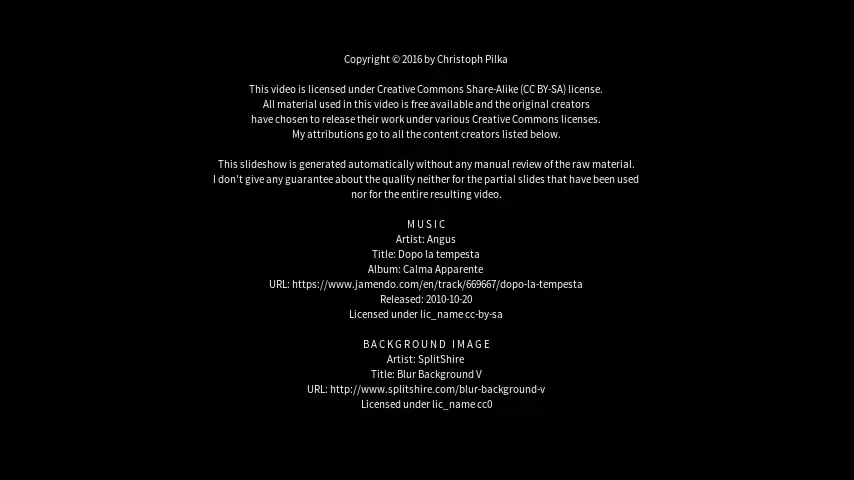 Copyright © 2016 by Christoph Pilka
This video is licensed under Creative Commons Share-Alike (CC BY-SA) license.
All material used in this video is free available and the original creators
have chosen to release their work under various Creative Commons licenses.
My attributions go to all the content creators listed below.
This slideshow is generated automatically without any manual review of the raw material.
I don't give any guarantee about the quality neither for the partial slides that have been used
nor for the entire resulting video.
MUSIC
Artist: Angus
Title: Dopo la tempesta
Album: Calma Apparente
URL: https://www.jamendo.com/en/track/669667/dopo-la-tempesta
Released: 2010-10-20
Licensed under lic_name cc-by-sa
BACKGROUND IMAGE
Artist: SplitShire
Title: Blur Background V
URL: http://www.splitshire.com/blur-background-v
Licensed under lic_name cc0